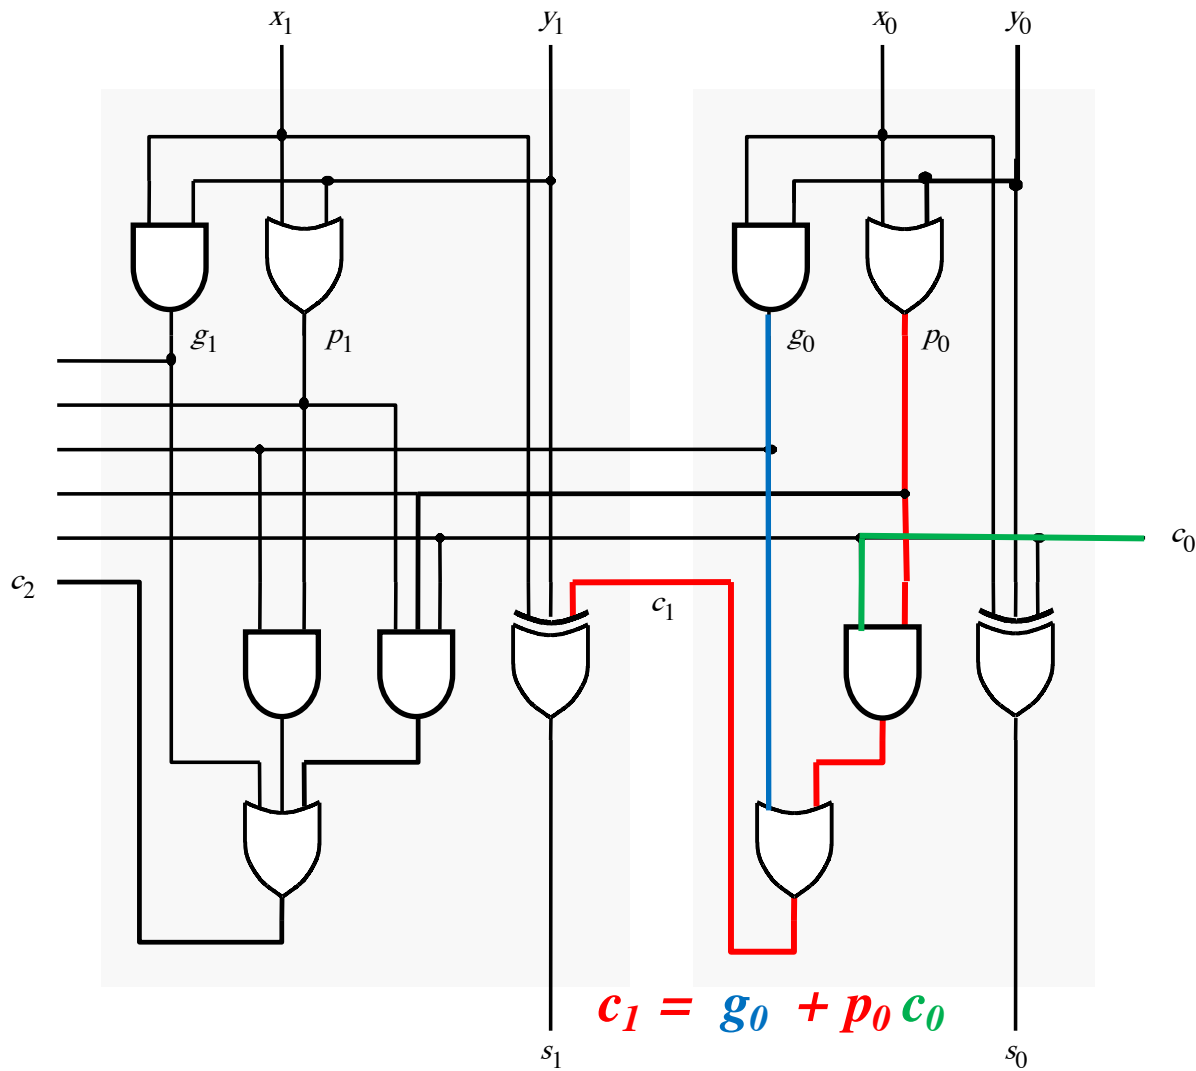 x₁ y₁ x₀ y₀
g₁ p₁ g₀ p₀
c₀
c₂
c₁
c₁ = g₀ + p₀ c₀
s₁ s₀